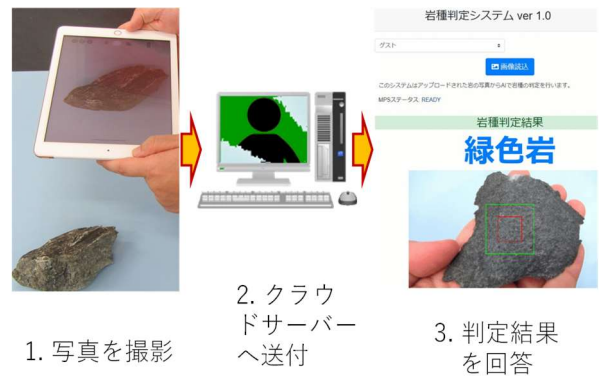 岩種判定システム ver 1.0
ゲスト
画像読込
このシステムはアップロードされた岩の写真からAIで岩種の判定を行います。
MPSステータス READY
岩種判定結果
緑色岩
1. 写真を撮影
2. クラウ
ドサーバー
へ送付
3. 判定結果
を回答